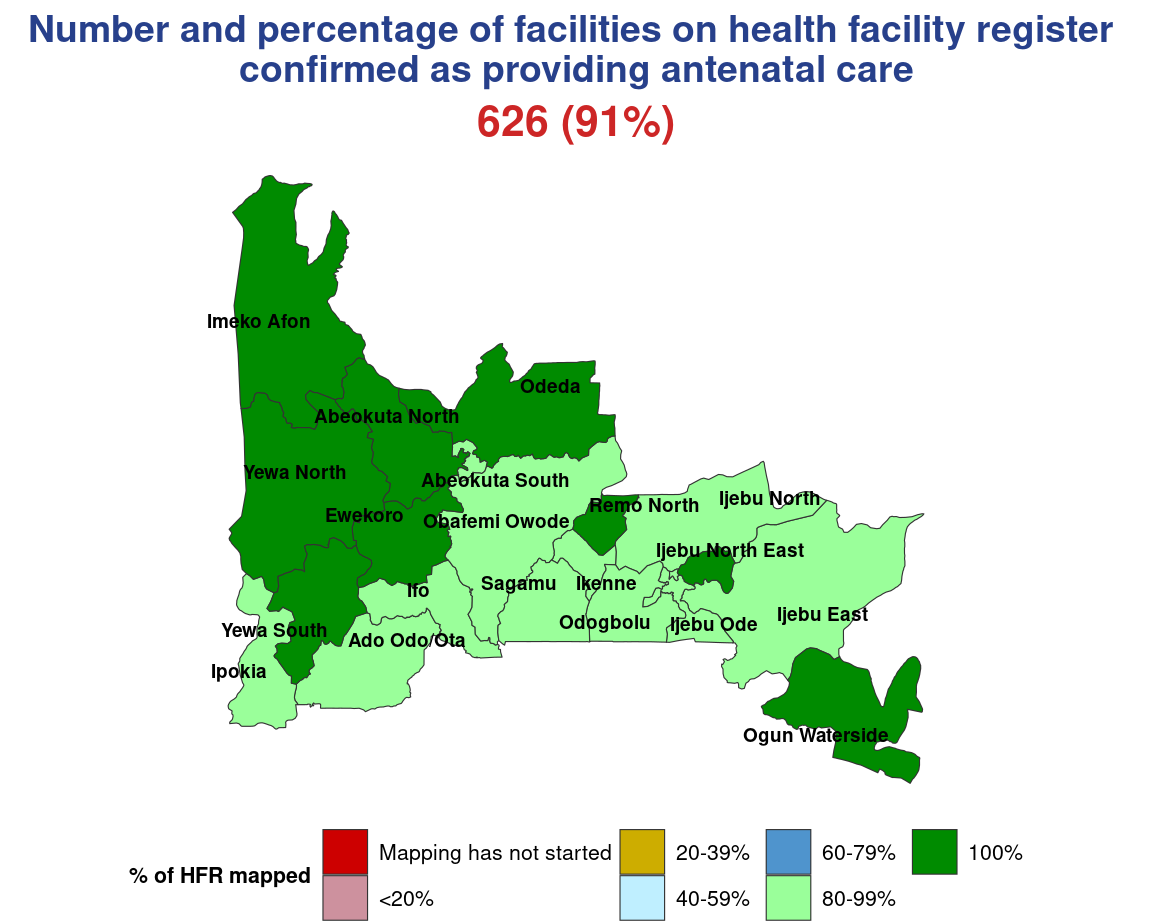 Number and percentage of facilities on health facility register
confirmed as providing antenatal care
626 (91%)
Imeko Afon
Odeda
Abeokuta North
Yewa North
Abeokuta South
Ijebu North
Remo North
Ewekoro
Obafemi Owode
Ijebu North East
Sagamu
Ikenne
Ifo
Ijebu East
Odogbolu
Ijebu Ode
Yewa South
Ado Odo/Ota
Ipokia
Ogun Waterside
% of HFR mapped
Mapping has not started
20-39%
60-79%
100%
<20%
40-59%
80-99%